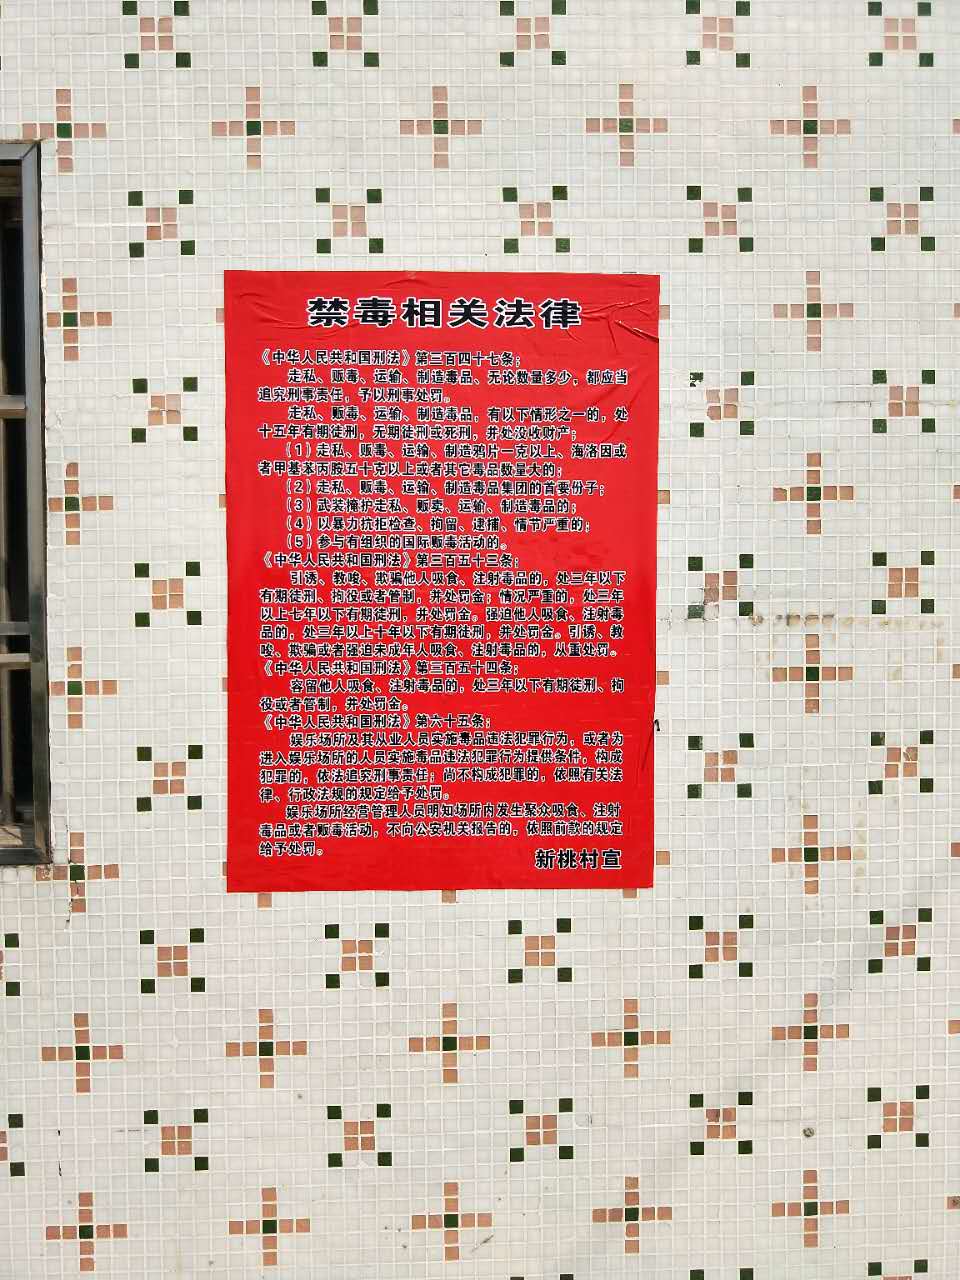 禁毒相关法律
《中华人民共和国刑法》第三百四十七条：
走私、贩毒、运输、制造毒品、无论数量多少，都应当
追究刑事责任，予以刑事处罚。
走私、贩毒、运输、制造毒品，有以下情形之一的，处
十五年有期徒刑，无期徒刑或死刑，并处没收财产；
（1）走私、贩毒、运输、制造鸦片一克以上、海洛因或
者甲基苯丙胺五十克以上或者其它毒品数量大的；
（2）走私、贩毒、运输、制造毒品集团的首要份子；
（3）武装掩护走私、贩卖、运输、制造毒品的；
（4）以暴力抗拒检查、拘留、逮捕、情节严重的；
（5）参与有组织的国际贩毒活动的。
《中华人民共和国刑法》第三百五十三条：
引诱、教唆、欺骗他人吸食、注射毒品的，处三年以下
有期徒刑、拘役或者管制，并处罚金；情况严重的，处三年
以上七年以下有期徒刑，并处罚金。强迫他人吸食、注射毒
品的，处三年以上十年以下有期徒刑，并处罚金。引诱、教
唆、欺骗或者强迫未成年人吸食、注射毒品的，从重处罚。
《中华人民共和国刑法》第三百五十四条：
容留他人吸食、注射毒品的，处三年以下有期徒刑、拘
役或者管制，并处罚金。
《中华人民共和国刑法》第六十五条：
娱乐场所及其从业人员实施毒品违法犯罪行为，或者为
进入娱乐场所的人员实施毒品违法犯罪行为提供条件，构成
犯罪的，依法追究刑事责任；尚不构成犯罪的，依照有关法
律、行政法规的规定给予处罚。
娱乐场所经营管理人员明知场所内发生聚众吸食、注射
毒品或者贩毒活动，不向公安机关报告的，依照前款的规定
给予处罚。
新桃村宣